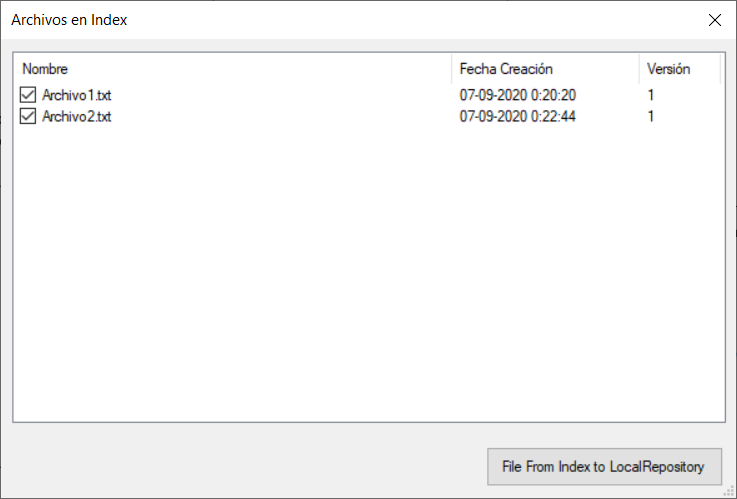 Archivos en Index
Nombre Fecha Creación Versión
Archivo1.txt 07-09-2020 0:20:20 1
Archivo2.txt 07-09-2020 0:22:44 1
File From Index to LocalRepository